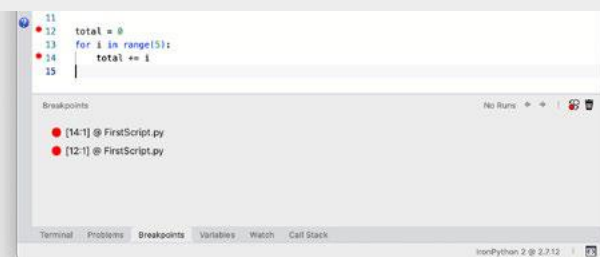 11
12 total = 0
13 for i in range(5):
14 total += i
15
Breakpoints No Runs
[14:1] @ FirstScript.py
[12:1] @ FirstScript.py
Terminal Problems Breakpoints Variables Watch Call Stack
IronPython 2 @ 2.7.12